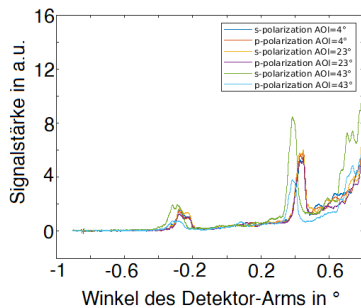 16
12
8
4
0
Signalstärke in a.u.
s-polarization AOI=4°
p-polarization AOI=4°
s-polarization AOI=23°
p-polarization AOI=23°
s-polarization AOI=43°
p-polarization AOI=43°
-1 -0.6 -0.2 0.2 0.6
Winkel des Detektor-Arms in °